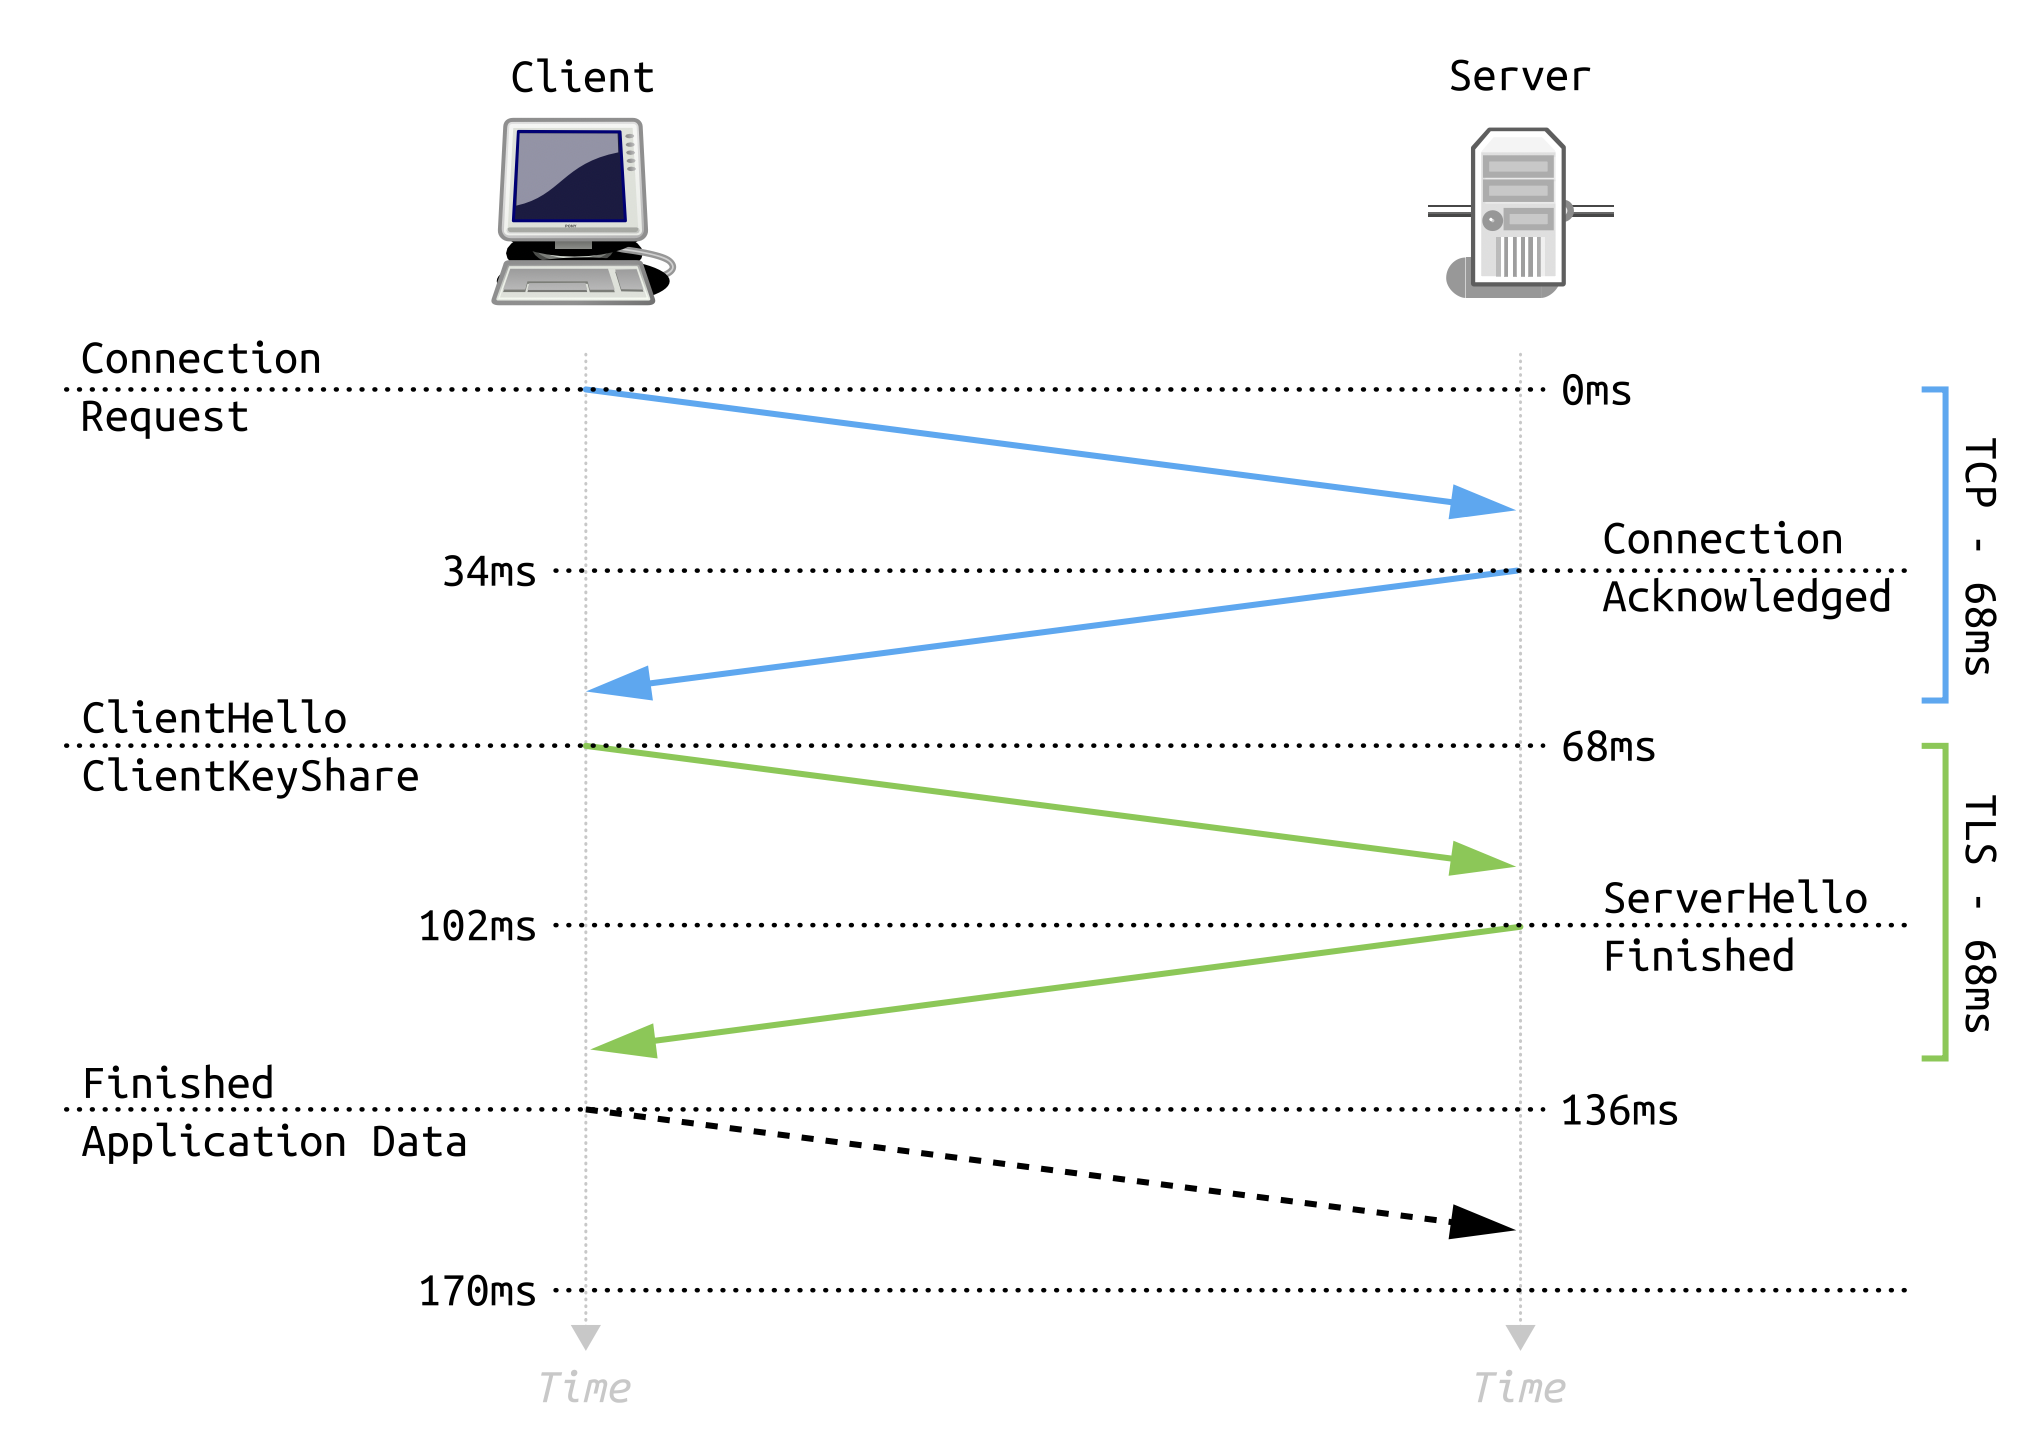 Client
Server
Connection
Request
0ms
34ms
Connection
Acknowledged
TCP - 68ms
ClientHello
ClientKeyShare
68ms
102ms
ServerHello
Finished
TLS - 68ms
Finished
Application Data
136ms
170ms
Time
Time